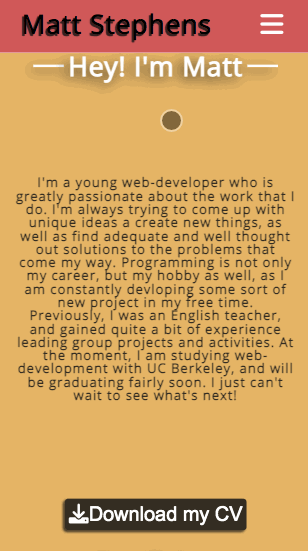 Matt Stephens
Hey! I'm Matt
I'm a young web-developer who is
greatly passionate about the work that I
do. I'm always trying to come up with
unique ideas a create new things, as
well as find adequate and well thought
out solutions to the problems that
come my way. Programming is not only
my career, but my hobby as well, as I
am constantly devloping some sort of
new project in my free time.
Previously, I was an English teacher,
and gained quite a bit of experience
leading group projects and activities. At
the moment, I am studying web-
development with UC Berkeley, and will
be graduating fairly soon. I just can't
wait to see what's next!
Download my CV